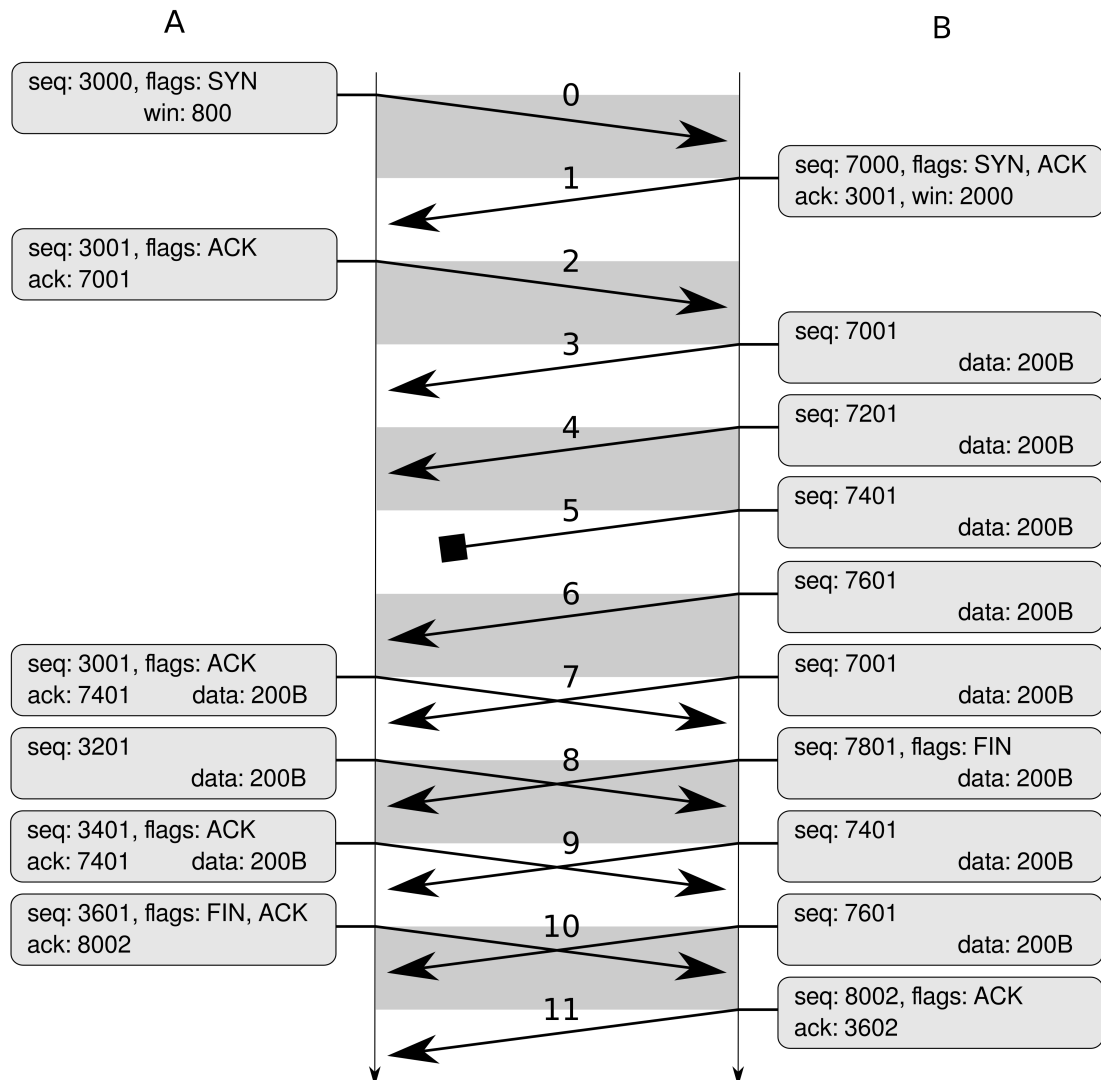 A
B
seq: 3000, flags: SYN
win: 800
0
1
seq: 7000, flags: SYN, ACK
ack: 3001, win: 2000
seq: 3001, flags: ACK
ack: 7001
2
3
seq: 7001
data: 200B
4
seq: 7201
data: 200B
5
seq: 7401
data: 200B
6
seq: 7601
data: 200B
seq: 3001, flags: ACK
ack: 7401 data: 200B
7
seq: 7001
data: 200B
seq: 3201
data: 200B
8
seq: 7801, flags: FIN
data: 200B
seq: 3401, flags: ACK
ack: 7401 data: 200B
9
seq: 7401
data: 200B
seq: 3601, flags: FIN, ACK
ack: 8002
10
seq: 7601
data: 200B
11
seq: 8002, flags: ACK
ack: 3602